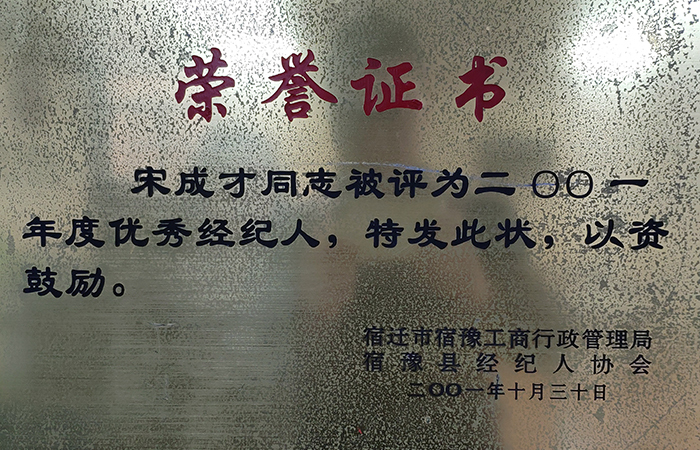 荣誉证书
宋成才同志被评为二〇〇一
年度优秀经纪人，特发此状，以资
鼓励。
宿迁市宿豫工商行政管理局
宿豫县经纪人协会
二〇〇一年十月三十日